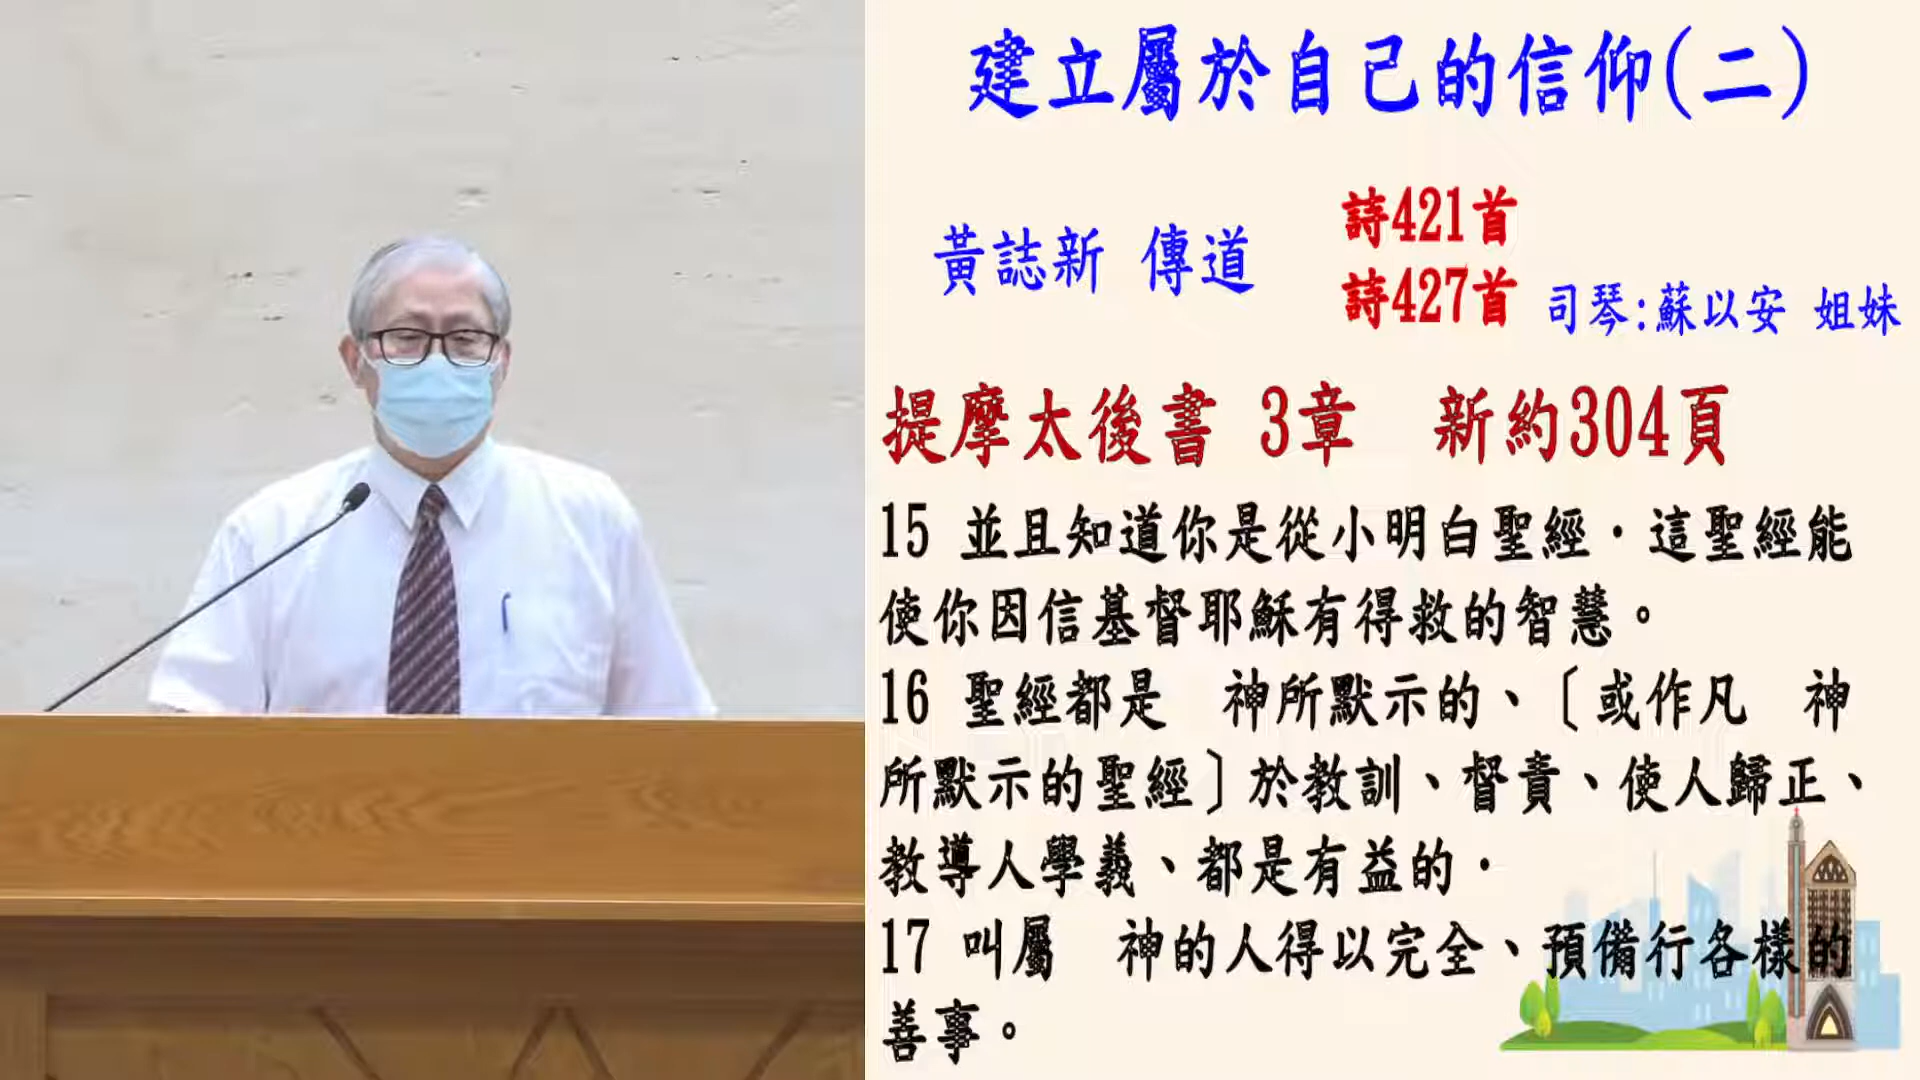 建立屬於自己的信仰(二)
黃誌新 傳道
詩421首
詩427首
司琴:蘇以安 姐妹
提摩太後書 3章 新約304頁
15 並且知道你是從小明白聖經．這聖經能
使你因信基督耶穌有得救的智慧。
16 聖經都是　神所默示的、〔或作凡　神
所默示的聖經〕於教訓、督責、使人歸正、
教導人學義、都是有益的．
17 叫屬　神的人得以完全、預備行各樣的
善事。